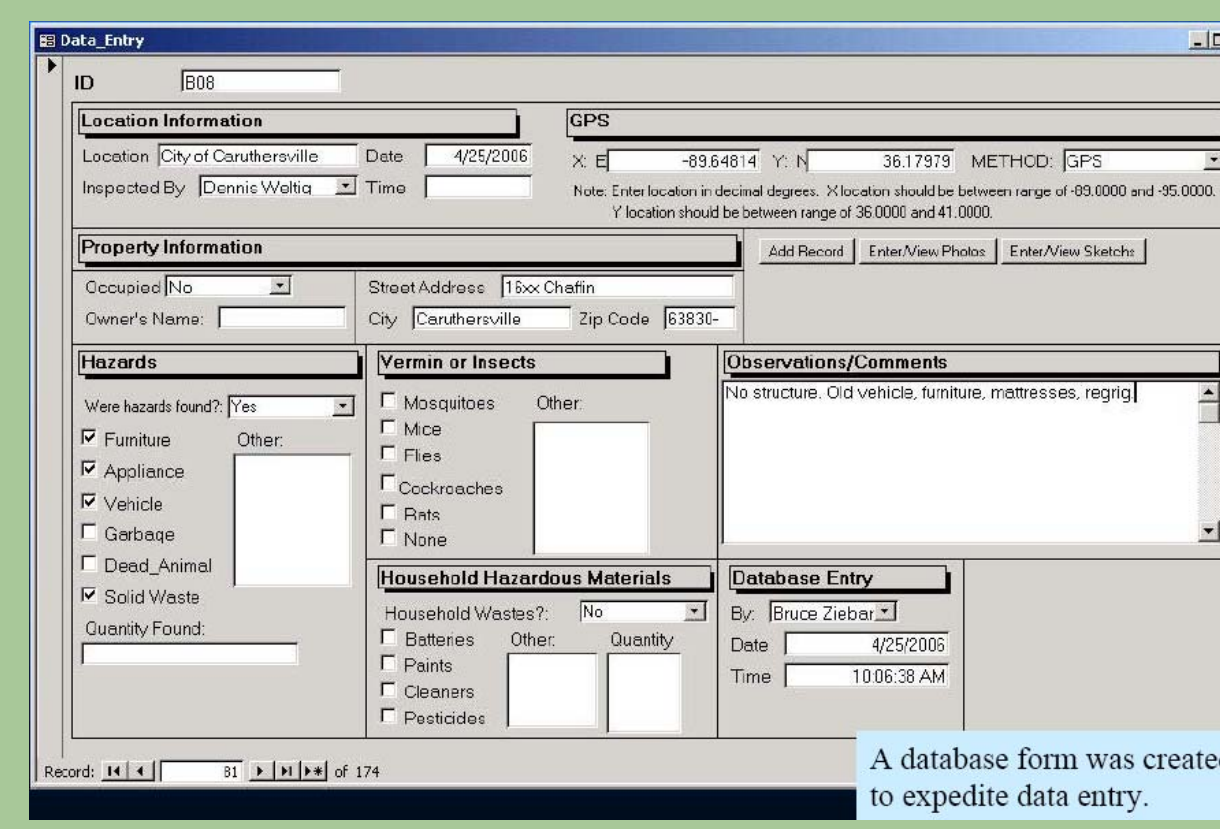 Data_Entry
ID B08
Location Information
Location City of Caruthersville Date 4/25/2006
Inspected By Dennis Weltig Time
GPS
X: E -89.64814 Y: N 36.17979 METHOD: GPS
Note: Enter location in decimal degrees. X location should be between range of -89.0000 and -95.0000.
Y location should be between range of 36.0000 and 41.0000.
Property Information
Add Record Enter/View Photos Enter/View Sketchs
Occupied No Street Address 16xx Chaffin
Owner's Name: City Caruthersville Zip Code 63830-
Hazards
Were hazards found?: Yes
Furniture Other:
Appliance
Vehicle
Garbage
Dead_Animal
Solid Waste
Quantity Found:
Vermin or Insects
Mosquitoes Other:
Mice
Flies
Cockroaches
Rats
None
Observations/Comments
No structure. Old vehicle, furniture, mattresses, regrig.
Household Hazardous Materials
Household Wastes?: No
Batteries Other: Quantity
Paints
Cleaners
Pesticides
Database Entry
By: Bruce Ziebar
Date 4/25/2006
Time 10:06:38 AM
Record: 81 of 174
A database form was created
to expedite data entry.